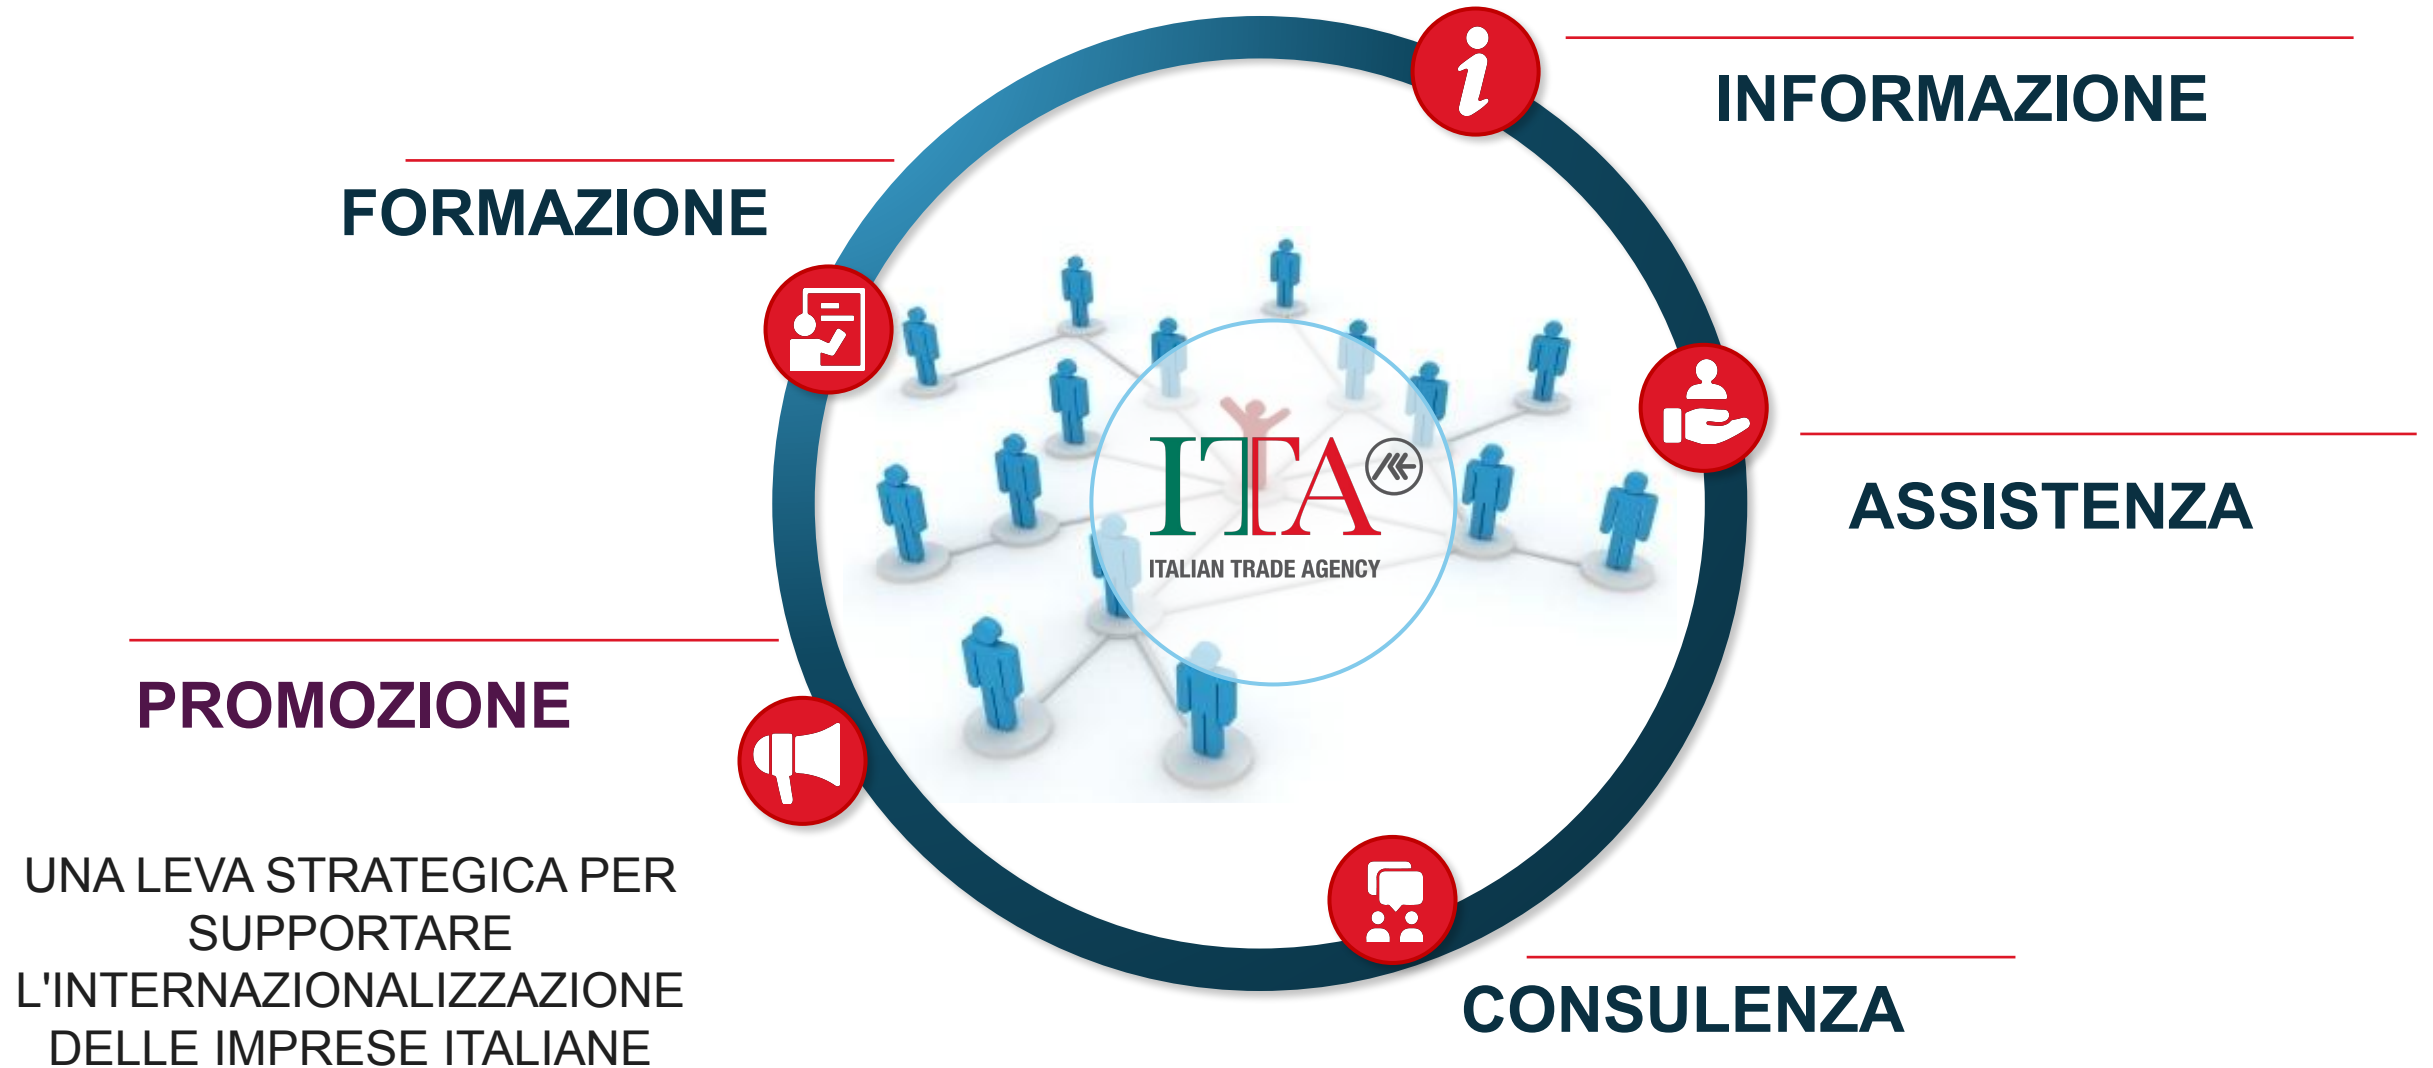 INFORMAZIONE
FORMAZIONE
ITA
ITALIAN TRADE AGENCY
ASSISTENZA
PROMOZIONE
UNA LEVA STRATEGICA PER
SUPPORTARE
L'INTERNAZIONALIZZAZIONE
DELLE IMPRESE ITALIANE
CONSULENZA